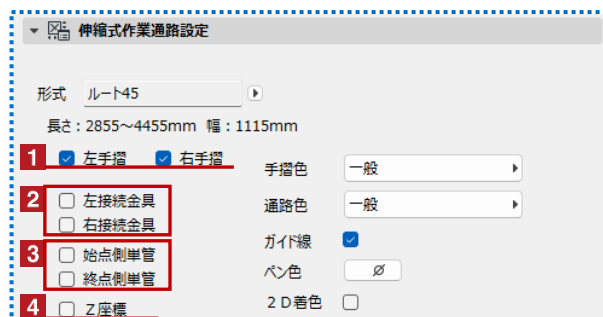 伸縮式作業通路設定
形式 ルート45
長さ：2855～4455mm 幅：1115mm
1 左手摺 右手摺
手摺色 一般
2 左接続金具
右接続金具
通路色 一般
3 始点側単管
終点側単管
ガイド線
ペン色
4 Z座標
2D着色